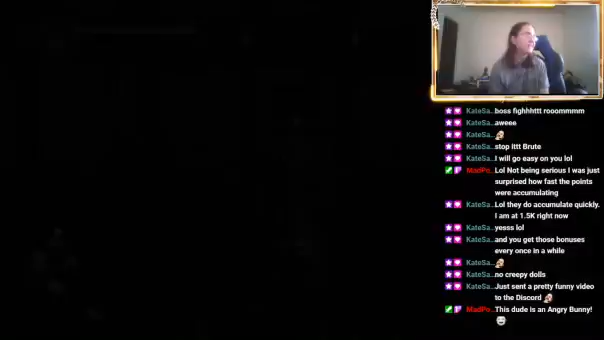 KateSa.. boss fighhhttt rooommmm
KateSa.. aweee
KateSa..
KateSa.. stop ittt Brute
KateSa.. I will go easy on you lol
MadPo.. Lol Not being serious I was just
surprised how fast the points
were accumulating
KateSa.. Lol they do accumulate quickly.
I am at 1.5K right now
KateSa.. yesss lol
KateSa.. and you get those bonuses
every once in a while
KateSa..
KateSa.. no creepy dolls
KateSa.. Just sent a pretty funny video
to the Discord
MadPo.. This dude is an Angry Bunny!